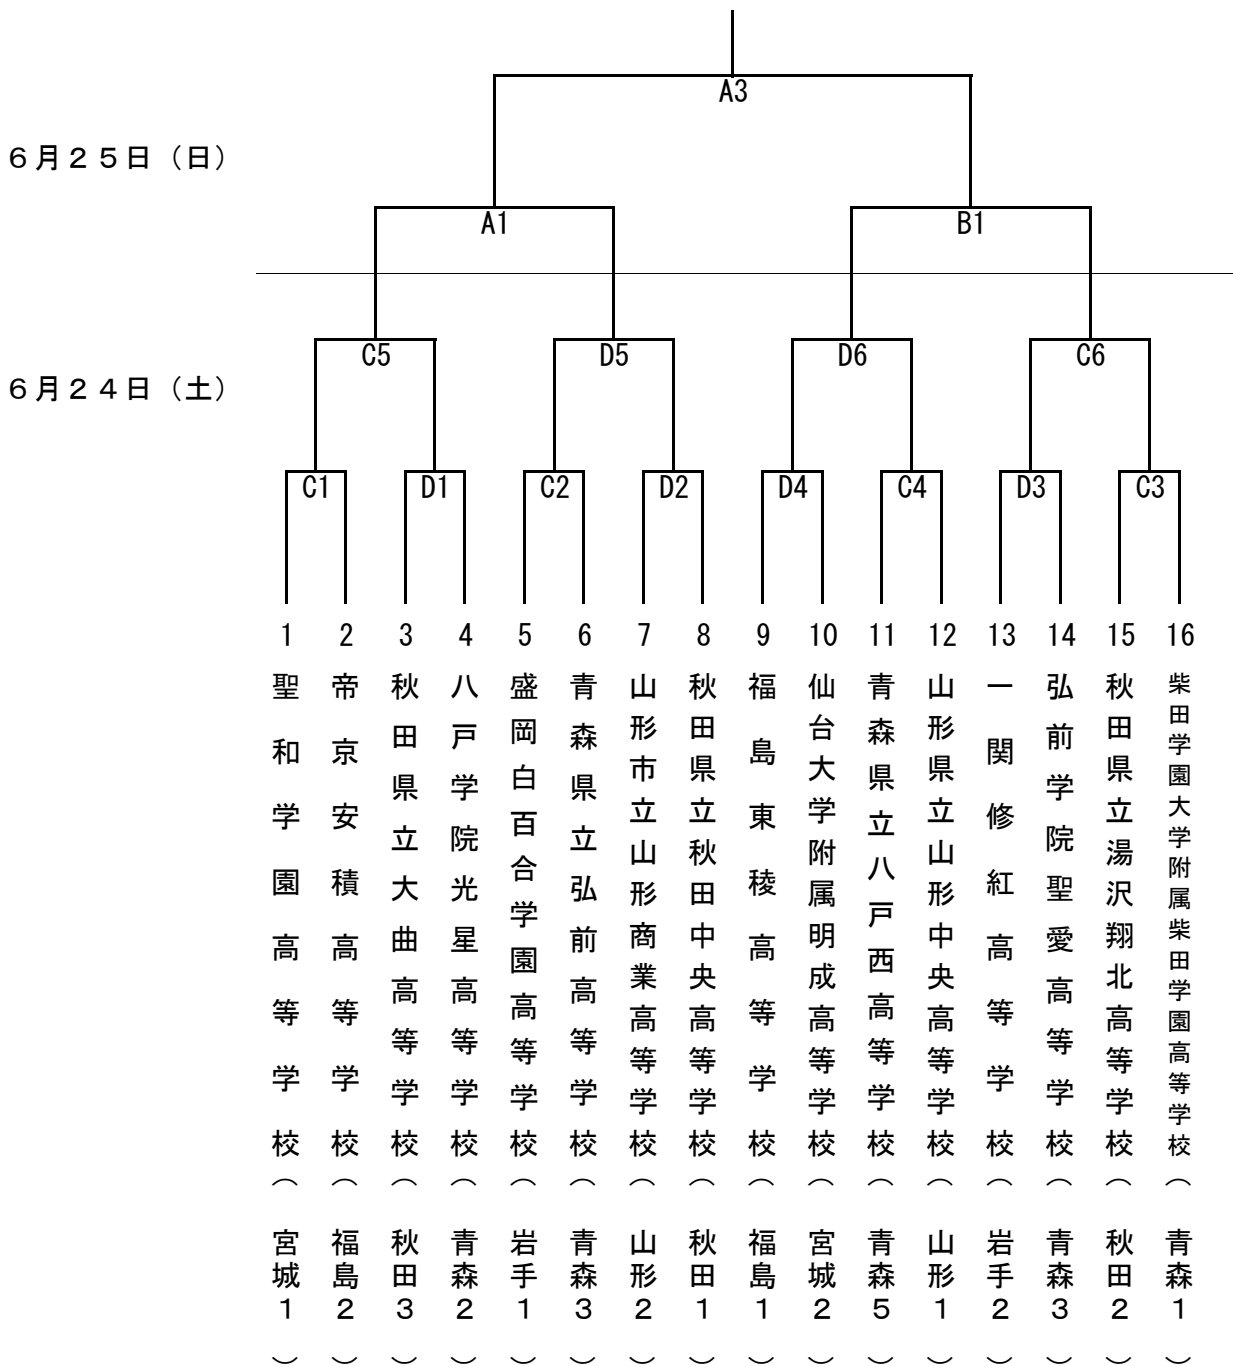 A3
６月２５日（日）
A1
B1
C5
D5
D6
C6
６月２４日（土）
C1
D1
C2
D2
D4
C4
D3
C3
1
聖和学園高等学校（宮城１）
2
帝京安積高等学校（福島２）
3
秋田県立大曲高等学校（秋田３）
4
八戸学院光星高等学校（青森２）
5
盛岡白百合学園高等学校（岩手１）
6
青森県立弘前高等学校（青森３）
7
山形市立山形商業高等学校（山形２）
8
秋田県立秋田中央高等学校（秋田１）
9
福島東稜高等学校（福島１）
10
仙台大学附属明成高等学校（宮城２）
11
青森県立八戸西高等学校（青森５）
12
山形県立山形中央高等学校（山形１）
13
一関修紅高等学校（岩手２）
14
弘前学院聖愛高等学校（青森３）
15
秋田県立湯沢翔北高等学校（秋田２）
16
柴田学園大学附属柴田学園高等学校（青森１）